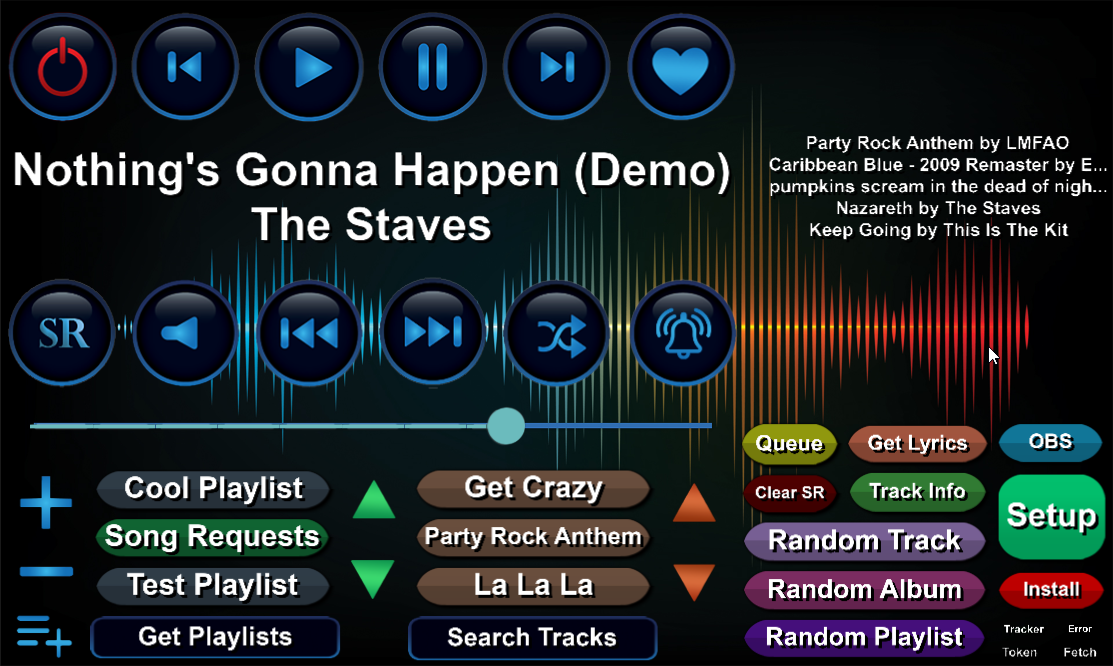 Nothing's Gonna Happen (Demo)
The Staves
Party Rock Anthem by LMFAO
Caribbean Blue - 2009 Remaster by E...
pumpkins scream in the dead of nigh...
Nazareth by The Staves
Keep Going by This Is The Kit
SR
Cool Playlist
Song Requests
Test Playlist
Get Playlists
Get Crazy
Party Rock Anthem
La La La
Search Tracks
Queue
Get Lyrics
OBS
Clear SR
Track Info
Setup
Random Track
Random Album
Install
Random Playlist
Tracker
Error
Token
Fetch